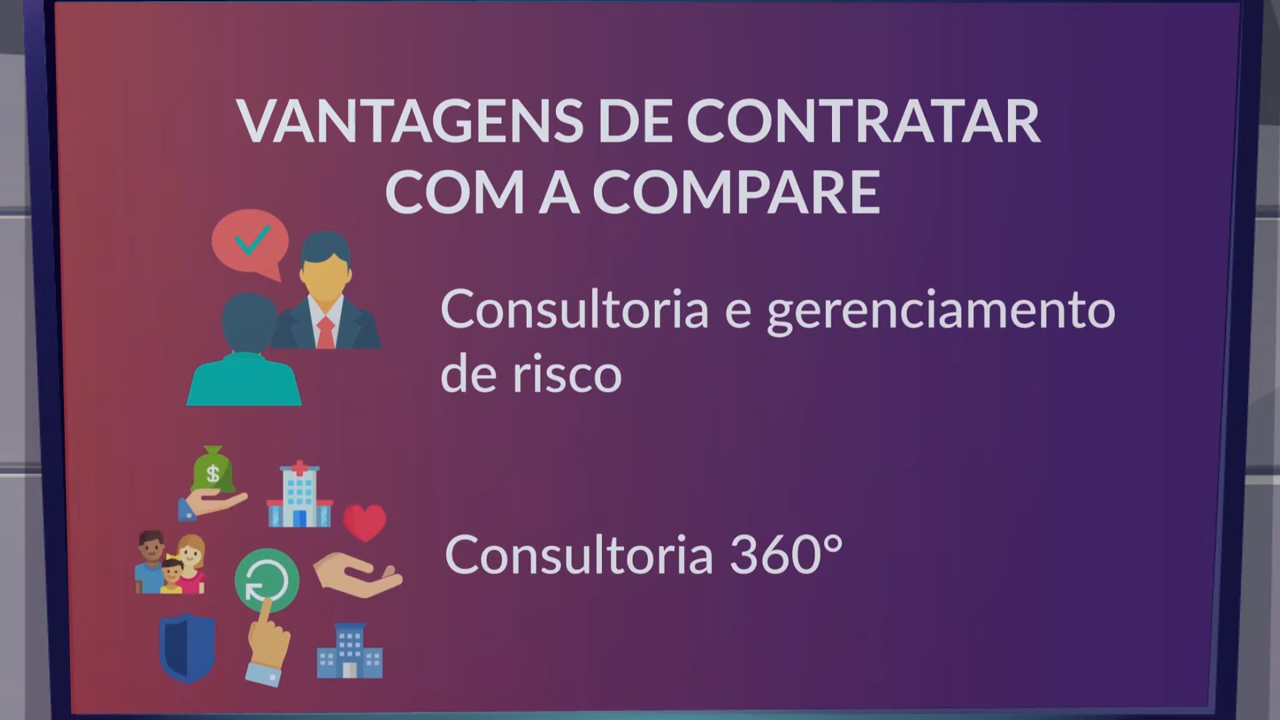 VANTAGENS DE CONTRATAR
COM A COMPARE
Consultoria e gerenciamento
de risco
$
Consultoria 360°